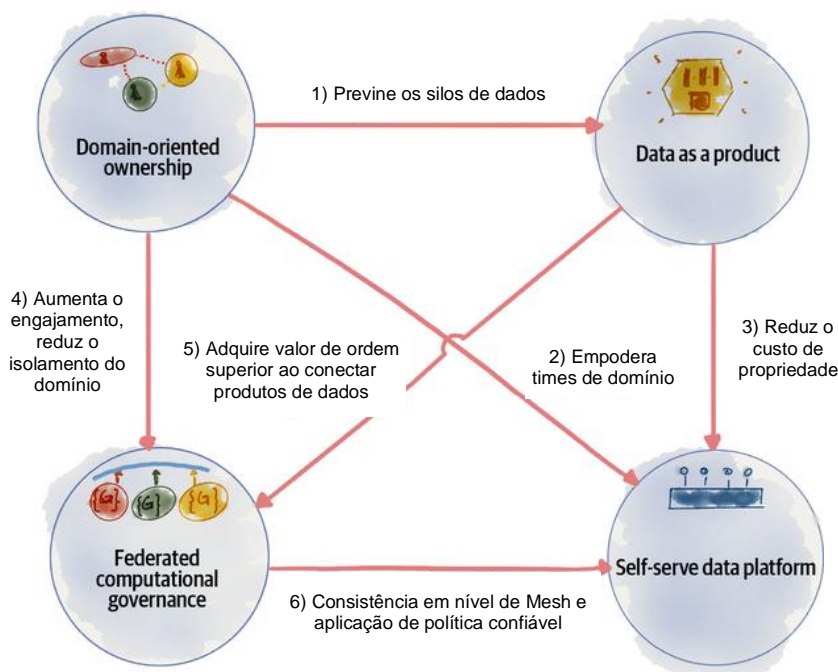 Domain-oriented
ownership
1) Previne os silos de dados
Data as a product
4) Aumenta o
engajamento,
reduz o
isolamento do
domínio
5) Adquire valor de ordem
superior ao conectar
produtos de dados
2) Empodera
times de domínio
3) Reduz o
custo de
propriedade
{G} {G} {G}
Federated
computational
governance
6) Consistência em nível de Mesh e
aplicação de política confiável
Self-serve data platform